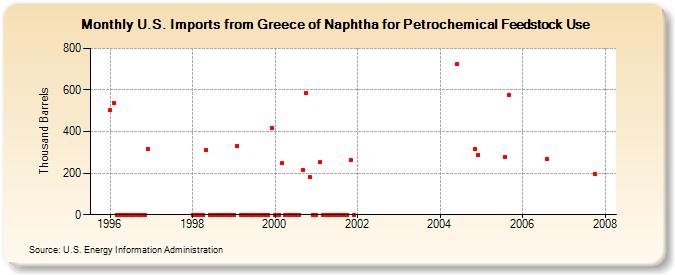 Monthly U.S. Imports from Greece of Naphtha for Petrochemical Feedstock Use
Thousand Barrels
800
600
400
200
0
1996 1998 2000 2002 2004 2006 2008
Source: U.S. Energy Information Administration